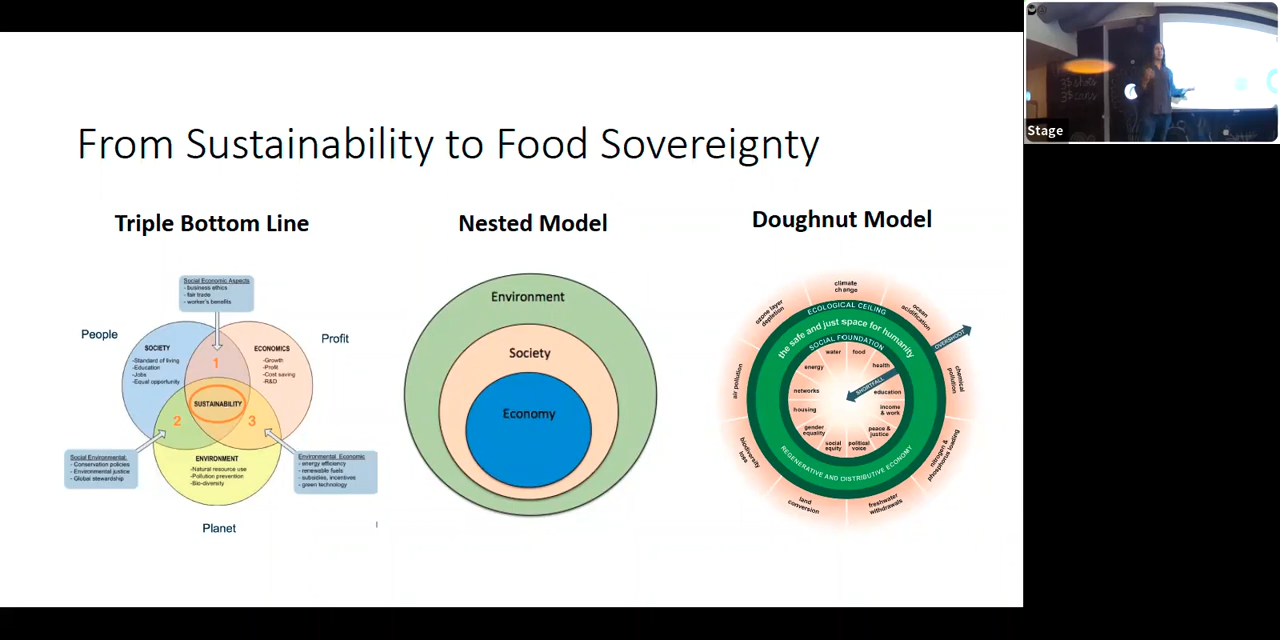 From Sustainability to Food Sovereignty
Triple Bottom Line
Social Economic Aspects
- business ethics
- fair trade
- worker's benefits
People
Profit
SOCIETY
-Standard of living
-Education
-Jobs
-Equal opportunity
ECONOMICS
-Growth
-Profit
-Cost saving
-R&D
1
SUSTAINABILITY
2
3
ENVIRONMENT
-Natural resource use
-Pollution prevention
-Bio-diversity
Social Environmental
- Conservation policies
- Environmental justice
- Global stewardship
Environmental Economic
- energy efficiency
- renewable fuels
- subsidies, incentives
- green technology
Planet
Nested Model
Environment
Society
Economy
Doughnut Model
climate
change
ocean
acidification
chemical
pollution
nitrogen &
phosphorus loading
freshwater
withdrawals
land
conversion
biodiversity
loss
air pollution
ozone layer
depletion
ECOLOGICAL CEILING
the safe and just space for humanity
SOCIAL FOUNDATION
OVERSHOOT
SHORTFALL
water
food
health
education
income
& work
peace &
justice
political
voice
social
equity
gender
equality
housing
networks
energy
REGENERATIVE AND DISTRIBUTIVE ECONOMY
Stage